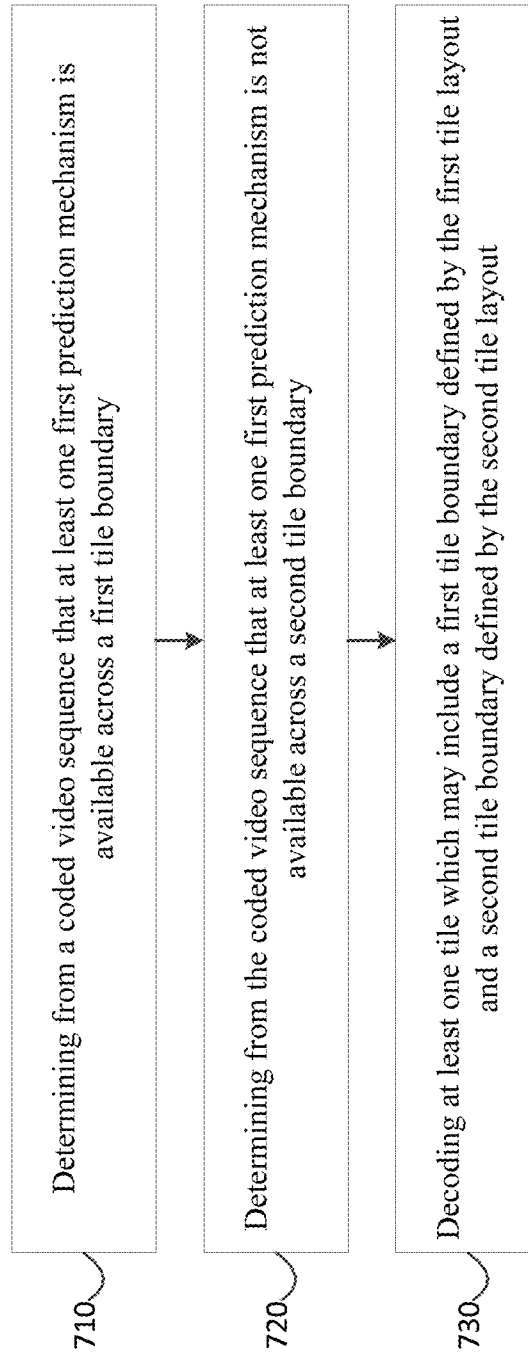 710
Determining from a coded video sequence that at least one first prediction mechanism is
available across a first tile boundary
720
Determining from the coded video sequence that at least one first prediction mechanism is not
available across a second tile boundary
730
Decoding at least one tile which may include a first tile boundary defined by the first tile layout
and a second tile boundary defined by the second tile layout